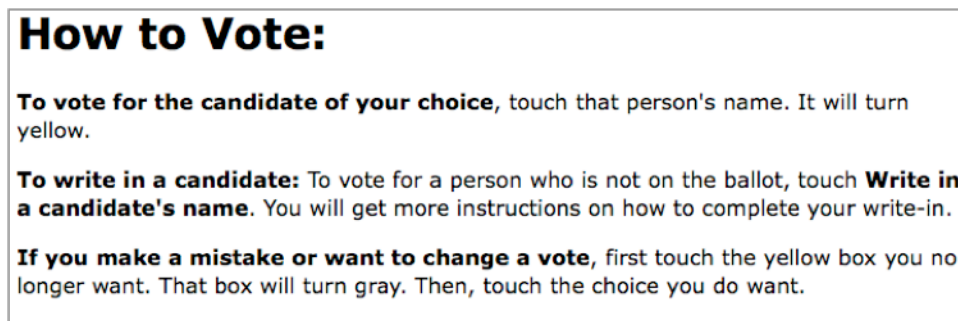 How to Vote:
To vote for the candidate of your choice, touch that person's name. It will turn
yellow.
To write in a candidate: To vote for a person who is not on the ballot, touch Write in
a candidate's name. You will get more instructions on how to complete your write-in.
If you make a mistake or want to change a vote, first touch the yellow box you no
longer want. That box will turn gray. Then, touch the choice you do want.